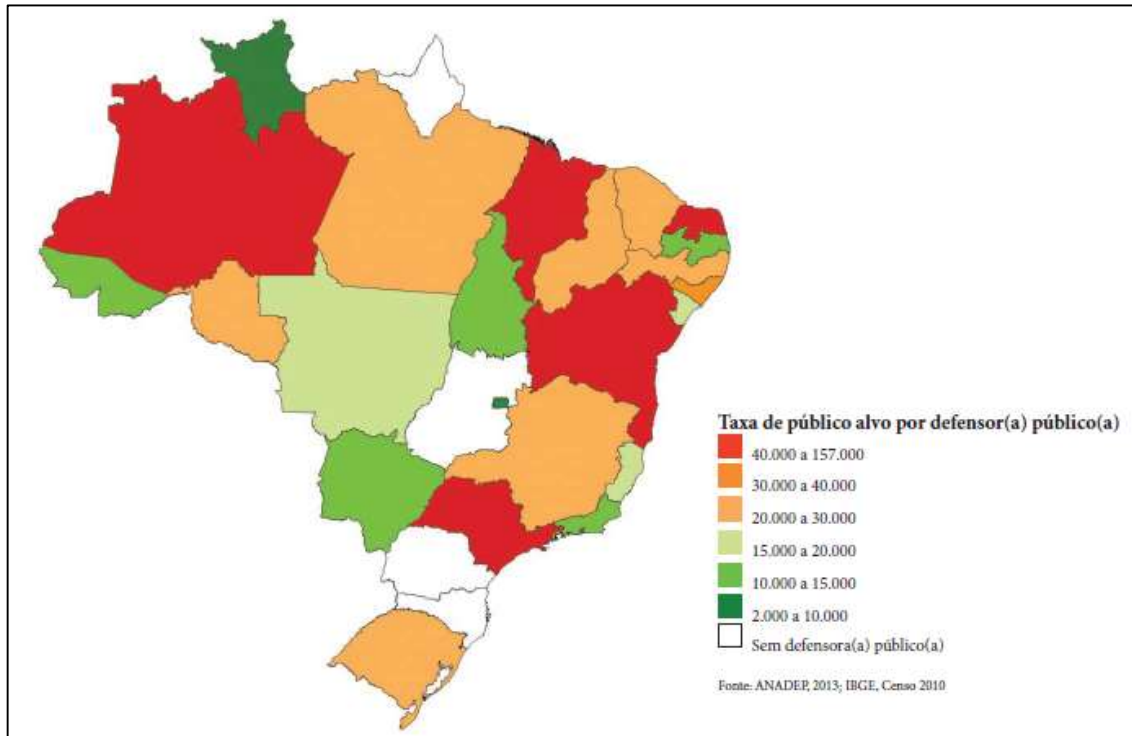 Taxa de público alvo por defensor(a) público(a)
40.000 a 157.000
30.000 a 40.000
20.000 a 30.000
15.000 a 20.000
10.000 a 15.000
2.000 a 10.000
Sem defensora(a) público(a)
Fonte: ANADEP, 2013; IBGE, Censo 2010